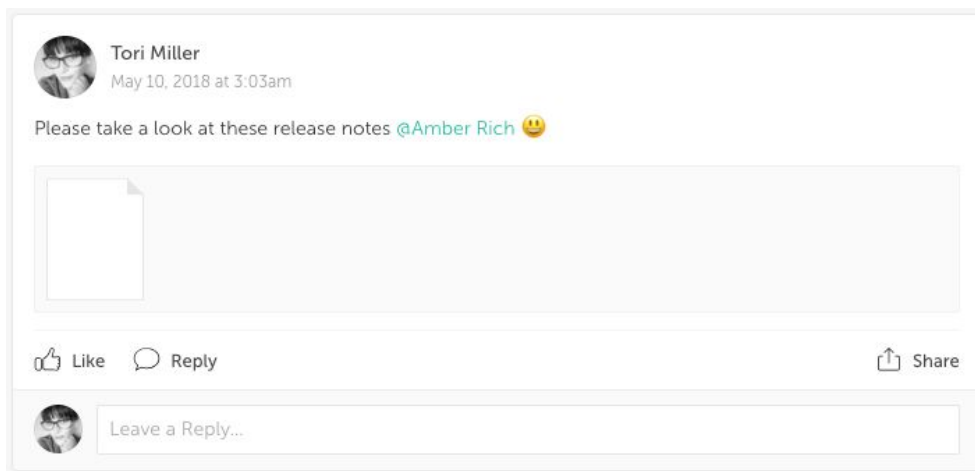 Tori Miller
May 10, 2018 at 3:03am
Please take a look at these release notes @Amber Rich 😃
Like
Reply
Share
Leave a Reply...